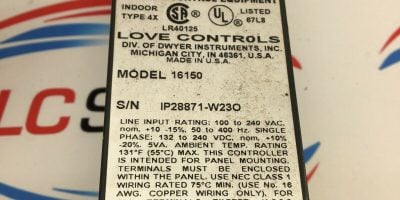 INDOOR
TYPE 4X
SA
LR40125
UL
LISTED
67L8
LOVE CONTROLS
DIV. OF DWYER INSTRUMENTS, INC.
MICHIGAN CITY, IN 46361, U.S.A.
MADE IN U.S.A.
MODEL 16150
S/N IP28871-W23O
LINE INPUT RATING: 100 to 240 VAC,
nom. +10 -15%, 50 to 400 Hz. SINGLE
PHASE: 132 to 240 VDC, nom. +10%
-20%. 5VA. AMBIENT TEMP. RATING
131°F (55°C) MAX. THIS CONTROLLER
IS INTENDED FOR PANEL MOUNTING.
TERMINALS MUST BE ENCLOSED
WITHIN THE PANEL. USE NEC CLASS 1
WIRING RATED 75°C MIN. (USE No. 16
AWG. COPPER WIRING ONLY), FOR
LCS